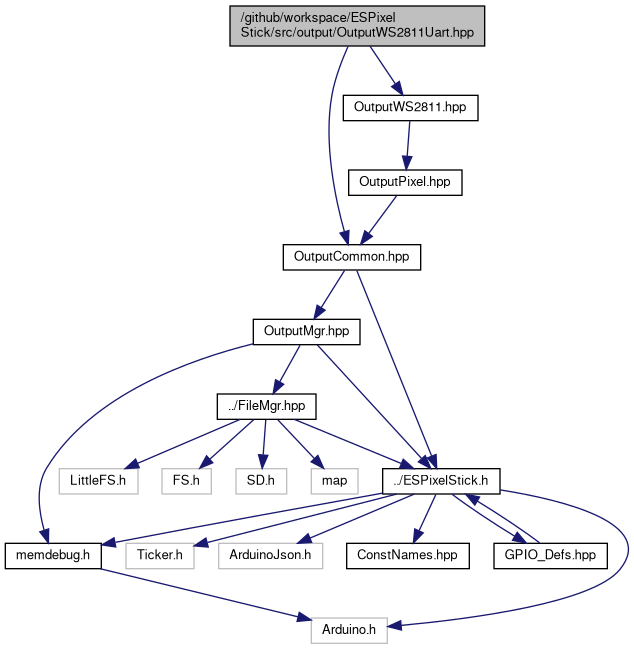 /github/workspace/ESPixel
Stick/src/output/OutputWS2811Uart.hpp
OutputWS2811.hpp
OutputPixel.hpp
OutputCommon.hpp
OutputMgr.hpp
../FileMgr.hpp
LittleFS.h
FS.h
SD.h
map
../ESPixelStick.h
memdebug.h
Ticker.h
ArduinoJson.h
ConstNames.hpp
GPIO_Defs.hpp
Arduino.h